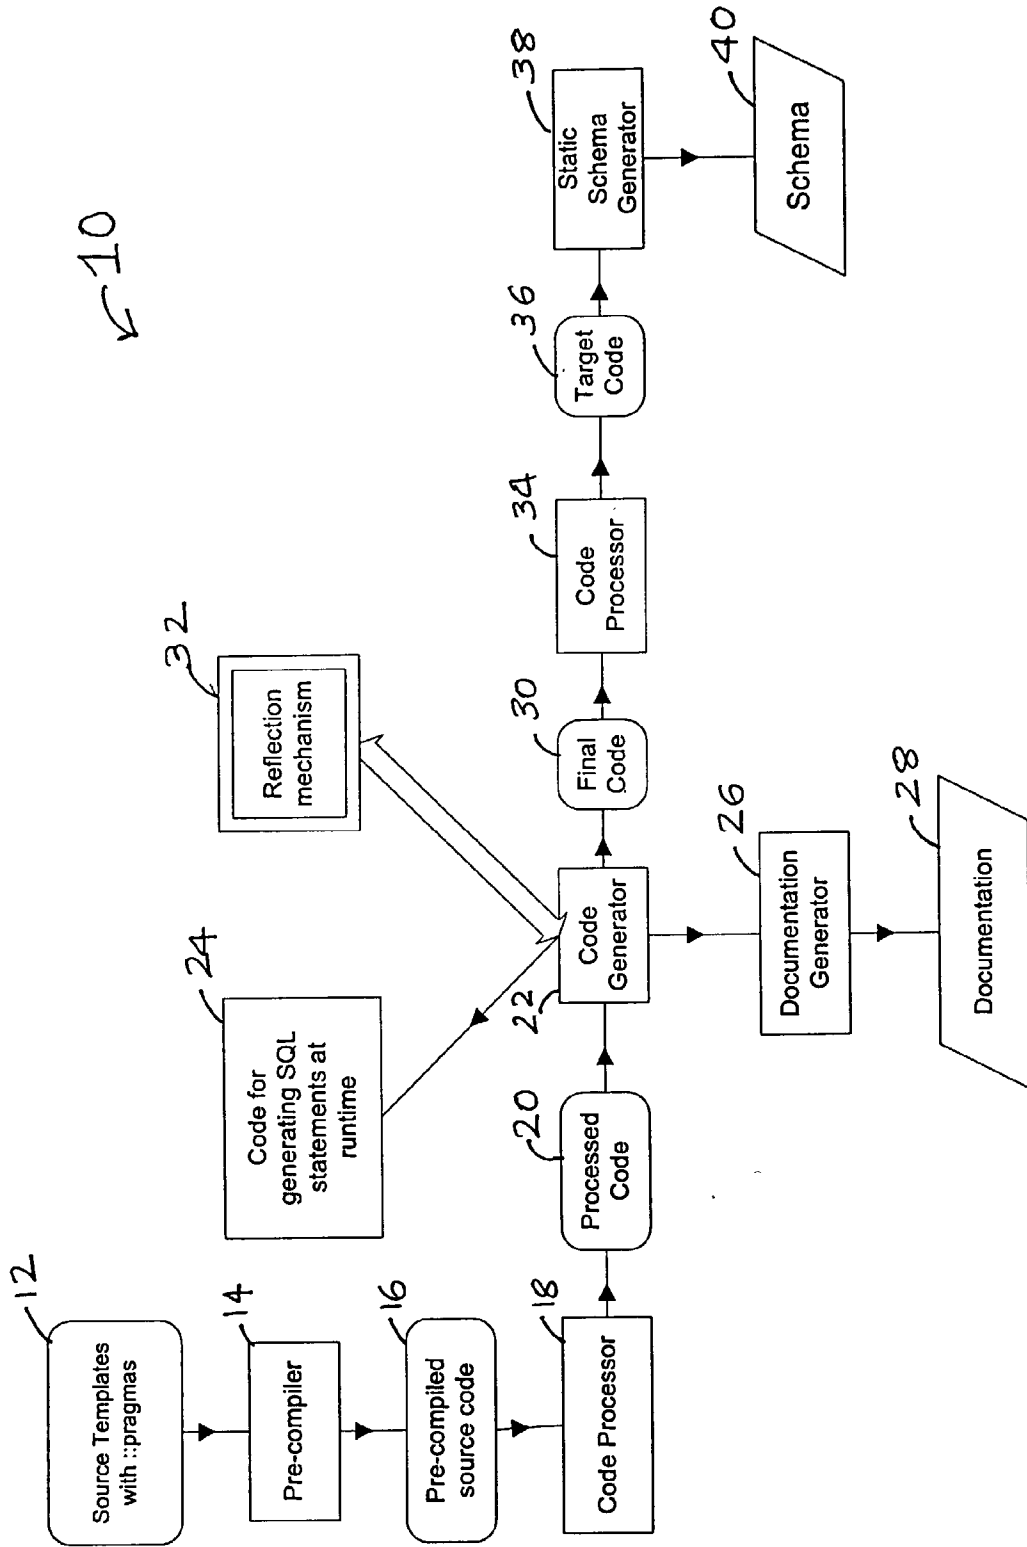 10
12
Source Templates
with ::pragmas
14
Pre-compiler
16
Pre-compiled
source code
18
Code Processor
20
Processed
Code
22
Code
Generator
24
Code for
generating SQL
statements at
runtime
32
Reflection
mechanism
26
Documentation
Generator
28
Documentation
30
Final
Code
34
Code
Processor
36
Target
Code
38
Static
Schema
Generator
40
Schema